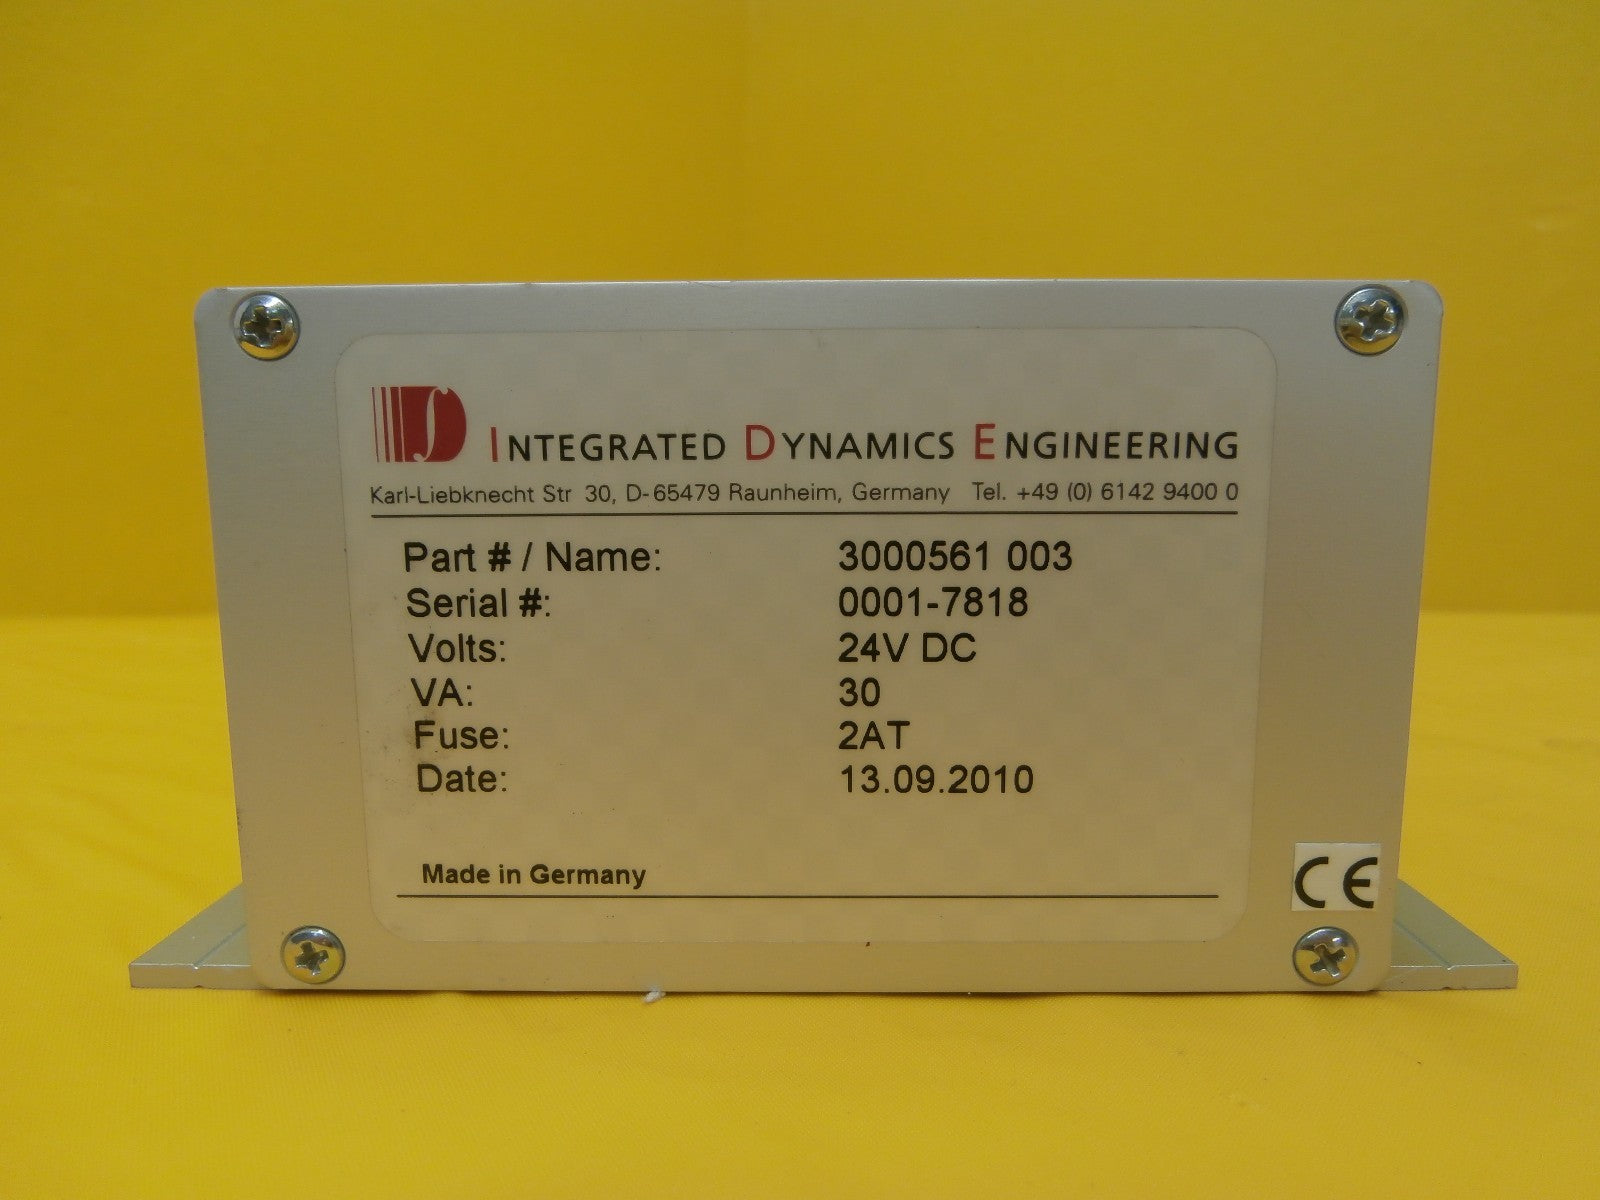 INTEGRATED DYNAMICS ENGINEERING
Karl-Liebknecht Str 30, D-65479 Raunheim, Germany Tel. +49 (0) 6142 9400 0
Part # / Name: 3000561 003
Serial #: 0001-7818
Volts: 24V DC
VA: 30
Fuse: 2AT
Date: 13.09.2010
Made in Germany
CE